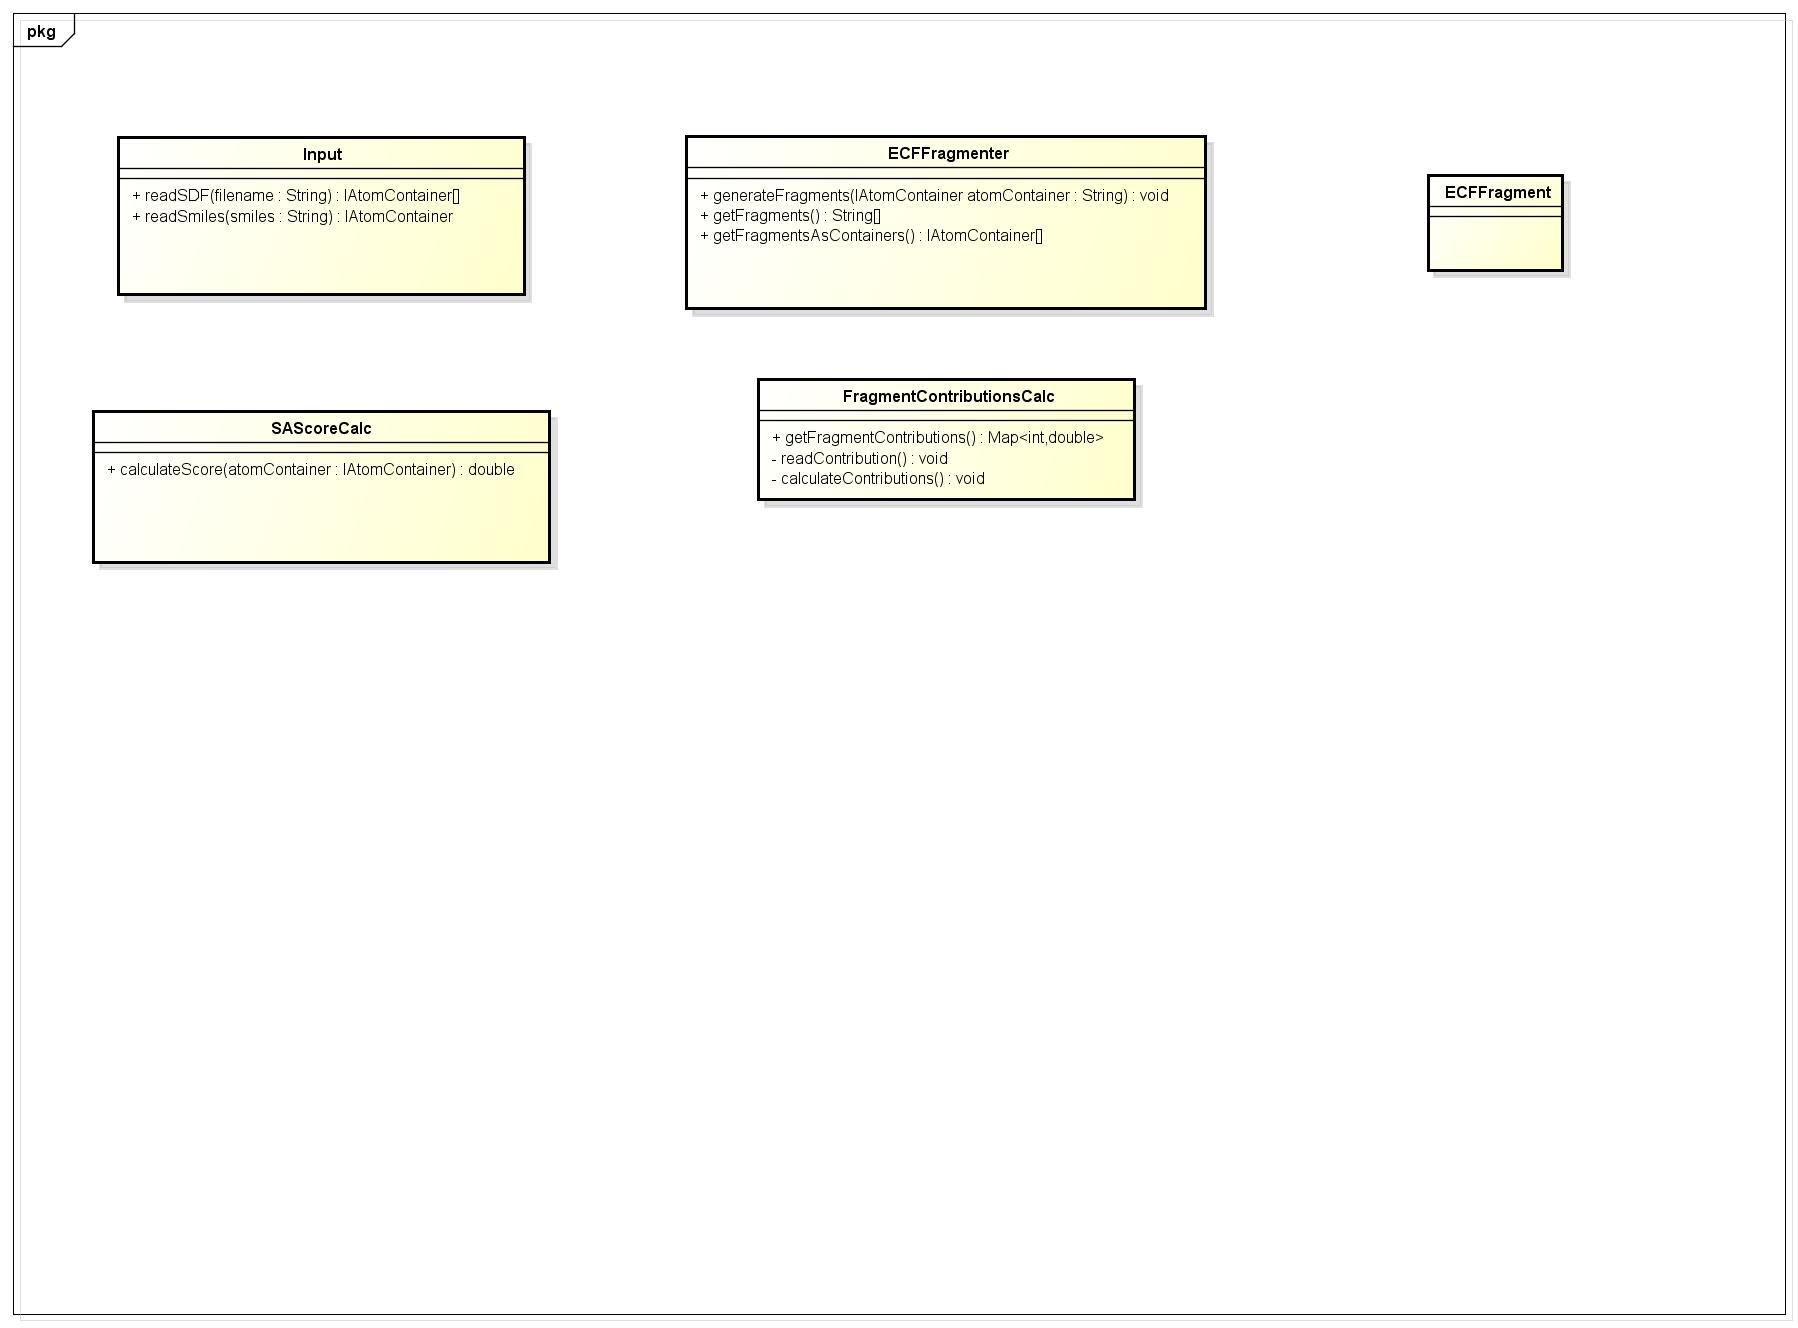 pkg
Input
+ readSDF(filename : String) : IAtomContainer[]
+ readSmiles(smiles : String) : IAtomContainer
ECFFragmenter
+ generateFragments(IAtomContainer atomContainer : String) : void
+ getFragments() : String[]
+ getFragmentsAsContainers() : IAtomContainer[]
ECFFragment
SAScoreCalc
+ calculateScore(atomContainer : IAtomContainer) : double
FragmentContributionsCalc
+ getFragmentContributions() : Map<int,double>
- readContribution() : void
- calculateContributions() : void